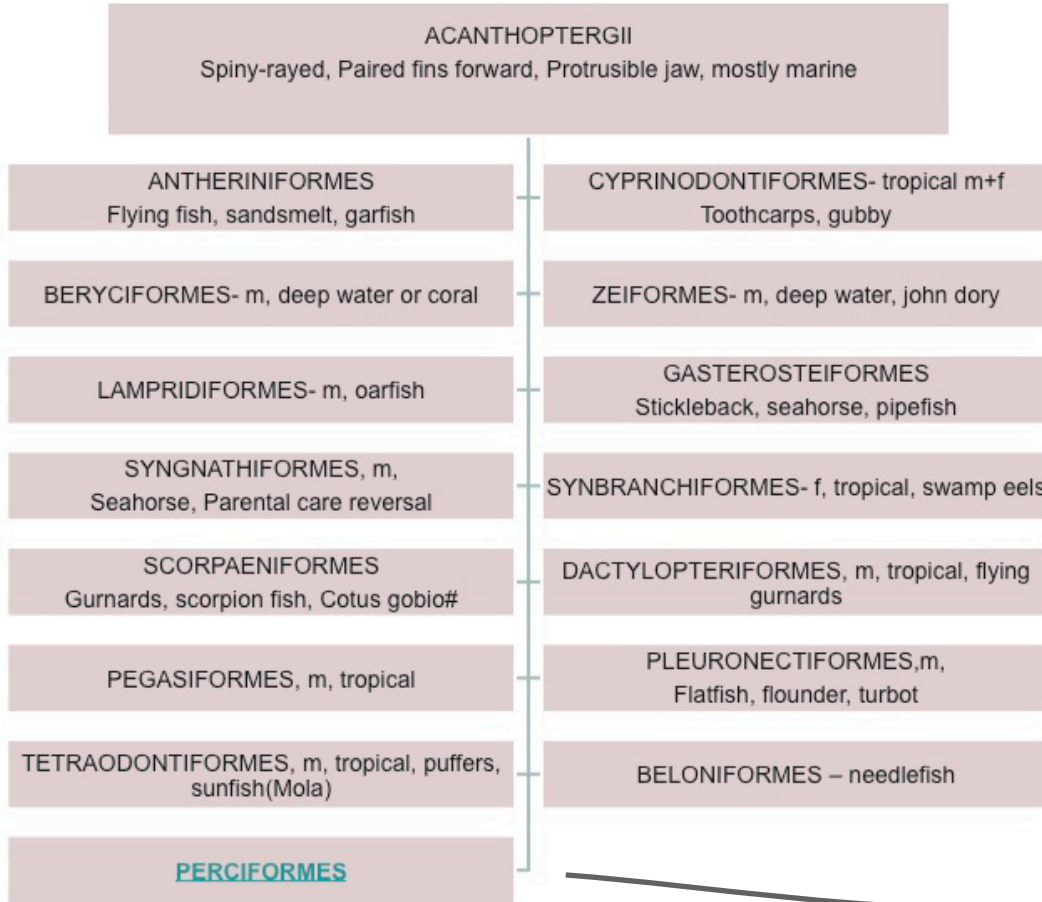 ACANTHOPTERGII
Spiny-rayed, Paired fins forward, Protrusible jaw, mostly marine
ANTHERINIFORMES
Flying fish, sandsmelt, garfish
CYPRINODONTIFORMES- tropical m+f
Toothcarps, gubby
BERYCIFORMES- m, deep water or coral
ZEIFORMES- m, deep water, john dory
LAMPRIDIFORMES- m, oarfish
GASTEROSTEIFORMES
Stickleback, seahorse, pipefish
SYNGNATHIFORMES, m,
Seahorse, Parental care reversal
SYNBRANCHIFORMES- f, tropical, swamp eels
SCORPAENIFORMES
Gurnards, scorpion fish, Cotus gobio#
DACTYLOPTERIFORMES, m, tropical, flying
gurnards
PEGASIFORMES, m, tropical
PLEURONECTIFORMES,m,
Flatfish, flounder, turbot
TETRAODONTIFORMES, m, tropical, puffers,
sunfish(Mola)
BELONIFORMES – needlefish
PERCIFORMES